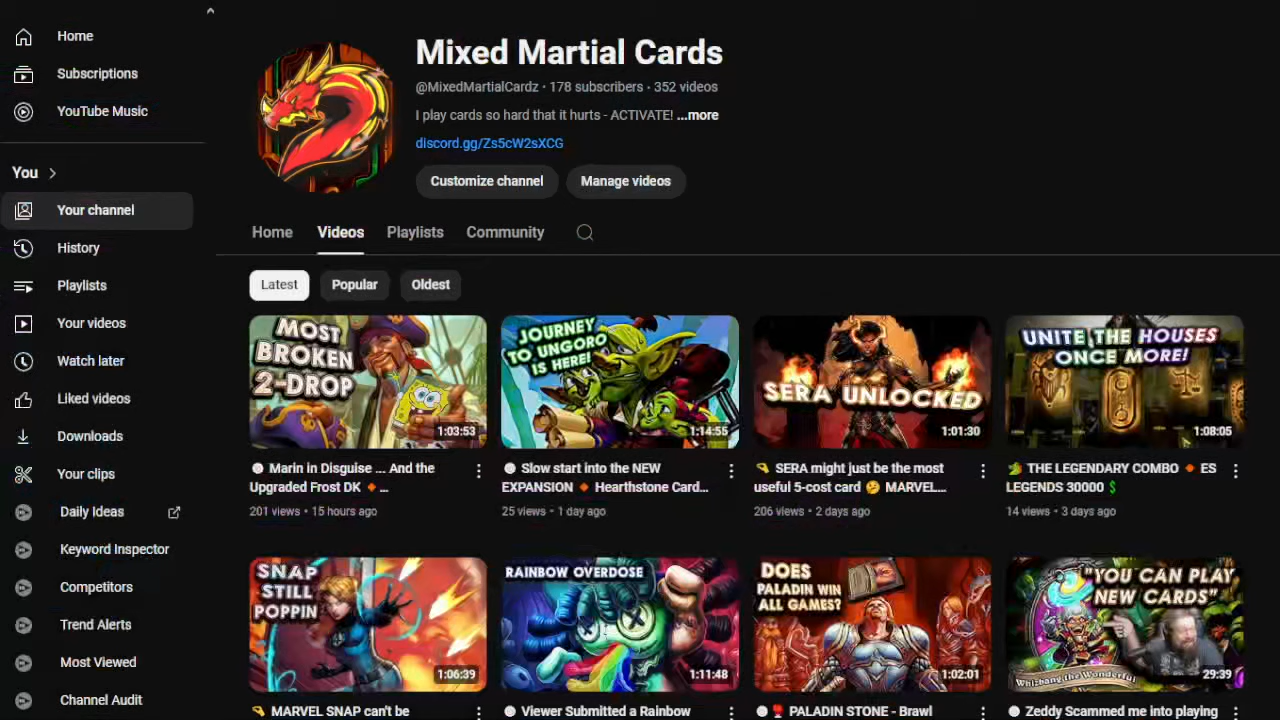 Home
Subscriptions
YouTube Music
You
Your channel
History
Playlists
Your videos
Watch later
Liked videos
Downloads
Your clips
Daily Ideas
Keyword Inspector
Competitors
Trend Alerts
Most Viewed
Channel Audit
Mixed Martial Cards
@MixedMartialCardz · 178 subscribers · 352 videos
I play cards so hard that it hurts - ACTIVATE! ...more
discord.gg/Zs5cW2sXCG
Customize channel Manage videos
Home Videos Playlists Community
Latest Popular Oldest
MOST
BROKEN
2-DROP
1:03:53
Marin in Disguise ... And the
Upgraded Frost DK 🔸...
201 views • 15 hours ago
JOURNEY
TO UNGORO
IS HERE!
1:14:55
Slow start into the NEW
EXPANSION 🔸 Hearthstone Card...
25 views • 1 day ago
SERA UNLOCKED
1:01:30
SERA might just be the most
useful 5-cost card 🤔 MARVEL...
206 views • 2 days ago
UNITE THE HOUSES
ONCE MORE!
1:08:05
THE LEGENDARY COMBO 🔸 ES
LEGENDS 30000 💲
14 views • 3 days ago
SNAP
STILL
POPPIN
1:06:39
MARVEL SNAP can't be
RAINBOW OVERDOSE
1:11:48
Viewer Submitted a Rainbow
DOES
PALADIN WIN
ALL GAMES?
1:02:01
PALADIN STONE - Brawl
"YOU CAN PLAY
NEW CARDS"
Whizbang the Wonderful
29:39
Zeddy Scammed me into playing